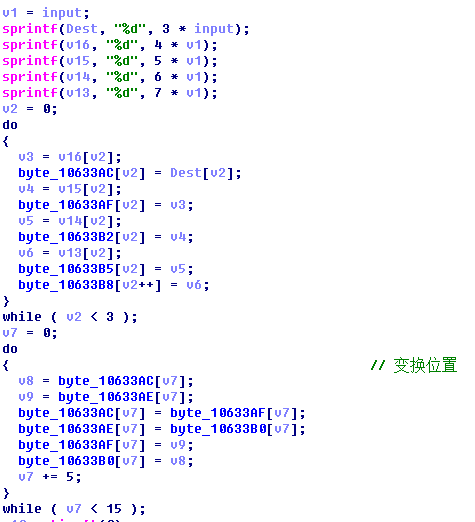 v1 = input;
sprintf(Dest, "%d", 3 * input);
sprintf(v16, "%d", 4 * v1);
sprintf(v15, "%d", 5 * v1);
sprintf(v14, "%d", 6 * v1);
sprintf(v13, "%d", 7 * v1);
v2 = 0;
do
{
v3 = v16[v2];
byte_10633AC[v2] = Dest[v2];
v4 = v15[v2];
byte_10633AF[v2] = v3;
v5 = v14[v2];
byte_10633B2[v2] = v4;
v6 = v13[v2];
byte_10633B5[v2] = v5;
byte_10633B8[v2++] = v6;
}
while ( v2 < 3 );
v7 = 0;
do
{ // 变换位置
v8 = byte_10633AC[v7];
v9 = byte_10633AE[v7];
byte_10633AC[v7] = byte_10633AF[v7];
byte_10633AE[v7] = byte_10633B0[v7];
byte_10633AF[v7] = v9;
byte_10633B0[v7] = v8;
v7 += 5;
}
while ( v7 < 15 );